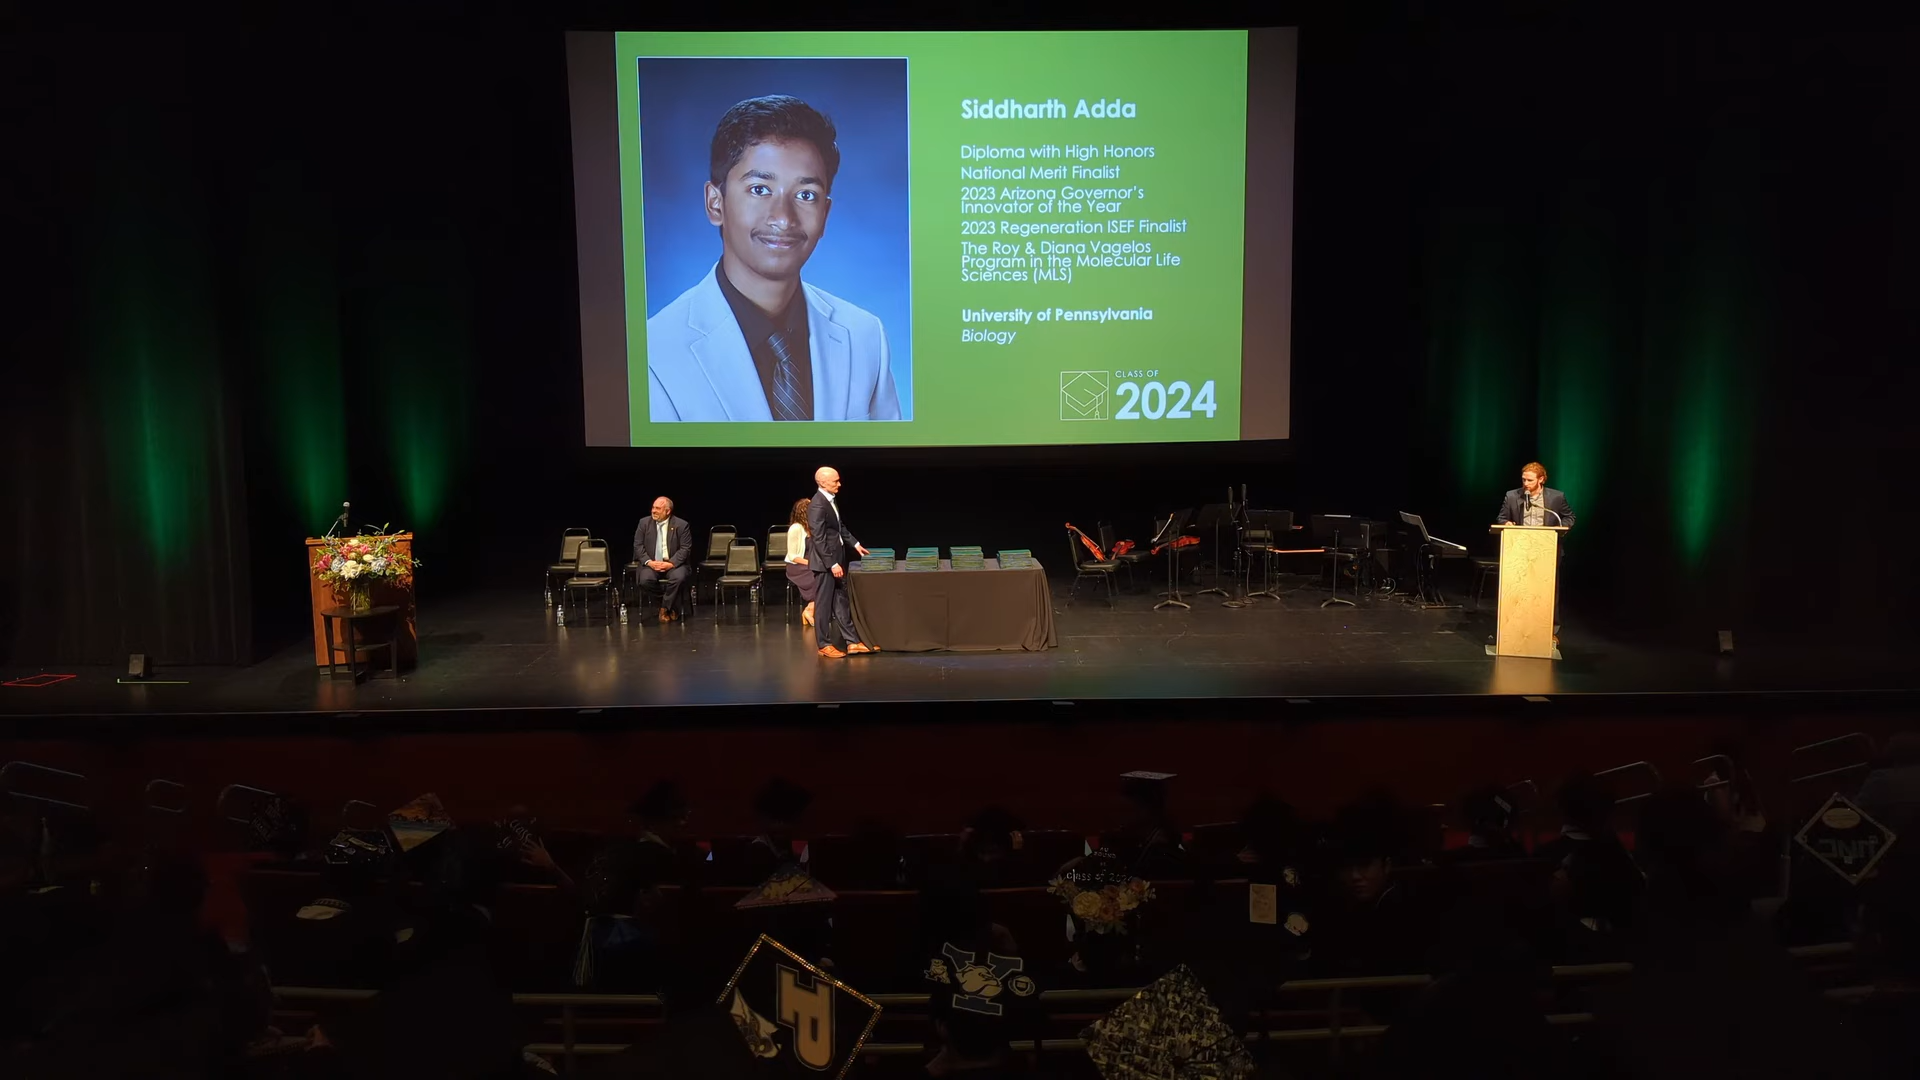 Siddharth Adda
Diploma with High Honors
National Merit Finalist
2023 Arizona Governor's
Innovator of the Year
2023 Regeneration ISEF Finalist
The Roy & Diana Vagelos
Program in the Molecular Life
Sciences (MLS)
University of Pennsylvania
Biology
CLASS OF
2024
class of
P
Y